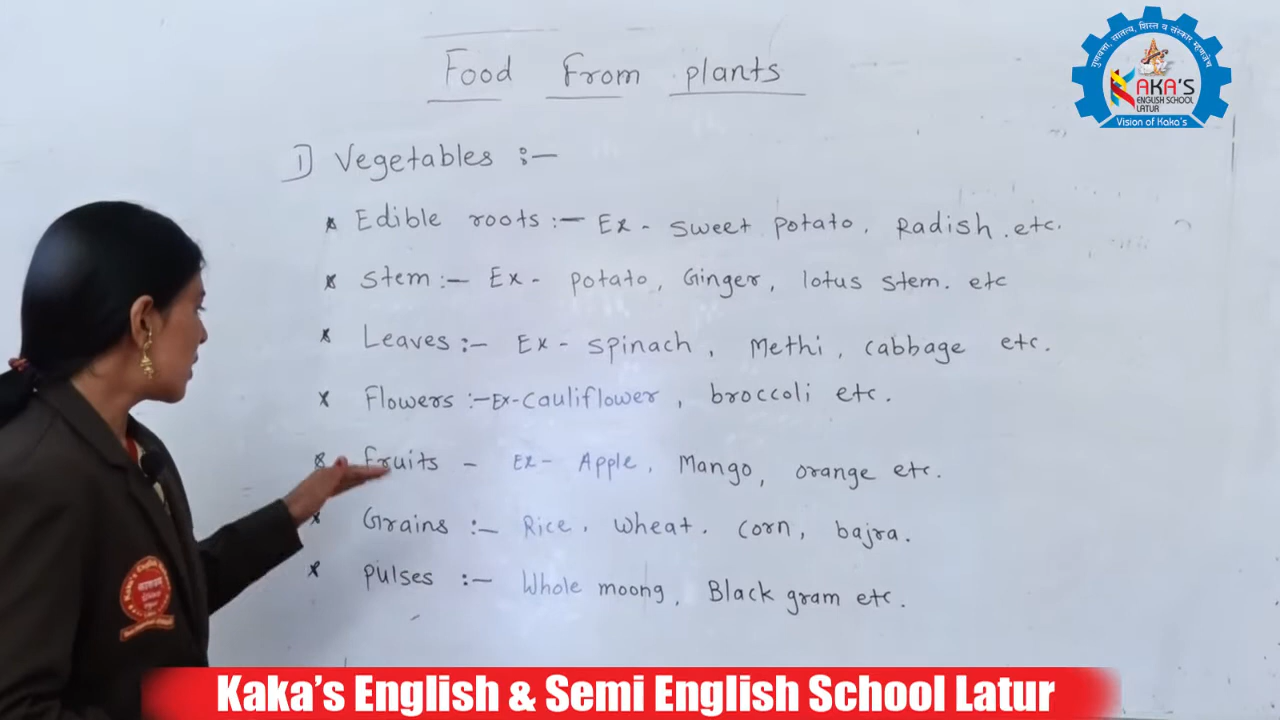 Food From plants
1) Vegetables :-
* Edible roots :- Ex - sweet potato, Radish .etc.
* stem :- Ex - potato, Ginger, lotus stem. etc
* Leaves :- Ex - spinach, Methi, cabbage etc.
* Flowers :- Ex- cauliflower, broccoli etc.
* Fruits - Ex- Apple, Mango, orange etc.
* Grains :- Rice, wheat. corn, bajra.
* pulses :- Whole moong, Black gram etc.
गुणवत्ता, सातत्य, शिस्त व संस्कार म्हणजेच
KAKA'S
ENGLISH SCHOOL
LATUR
Vision of Kaka's
Kaka's English & Semi English School Latur